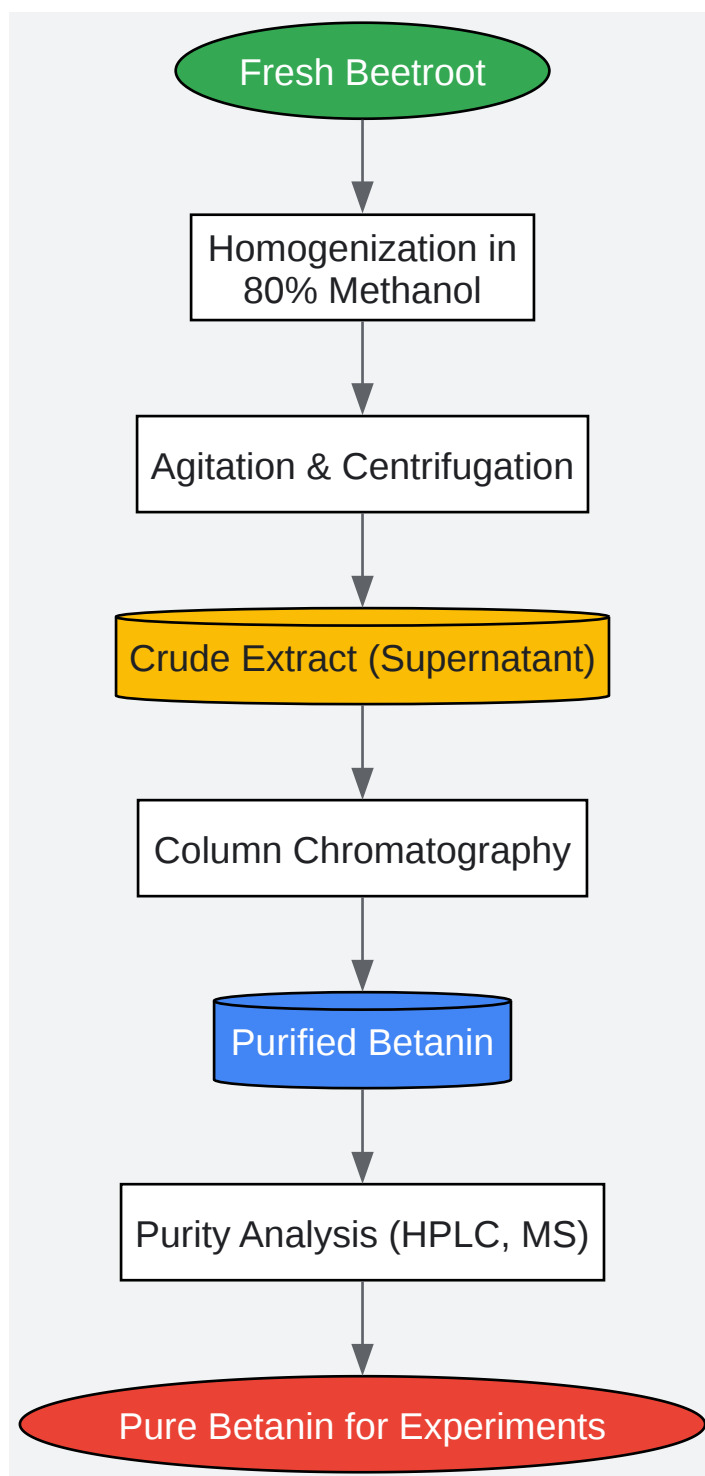 Fresh Beetroot
Homogenization in
80% Methanol
Agitation & Centrifugation
Crude Extract (Supernatant)
Column Chromatography
Purified Betanin
Purity Analysis (HPLC, MS)
Pure Betanin for Experiments